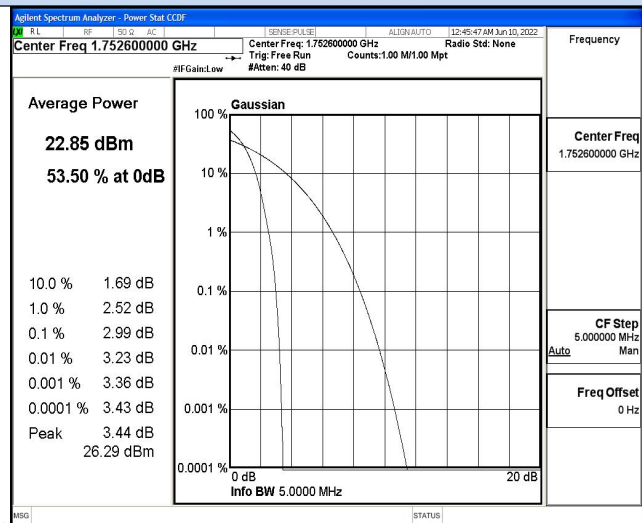 Agilent Spectrum Analyzer - Power Stat CCDF
RL RF 50 Ω AC SENSE:PULSE ALIGN AUTO 12:45:47 AM Jun 10, 2022
Center Freq 1.752600000 GHz
Center Freq: 1.752600000 GHz Radio Std: None
Trig: Free Run Counts:1.00 M/1.00 Mpt
#IFGain:Low #Atten: 40 dB
Frequency
Average Power
22.85 dBm
53.50 % at 0dB
10.0 % 1.69 dB
1.0 % 2.52 dB
0.1 % 2.99 dB
0.01 % 3.23 dB
0.001 % 3.36 dB
0.0001 % 3.43 dB
Peak 3.44 dB
26.29 dBm
Gaussian
100 %
10 %
1 %
0.1 %
0.01 %
0.001 %
0.0001 %
0 dB 20 dB
Info BW 5.0000 MHz
Center Freq
1.752600000 GHz
CF Step
5.000000 MHz
Auto Man
Freq Offset
0 Hz
MSG STATUS